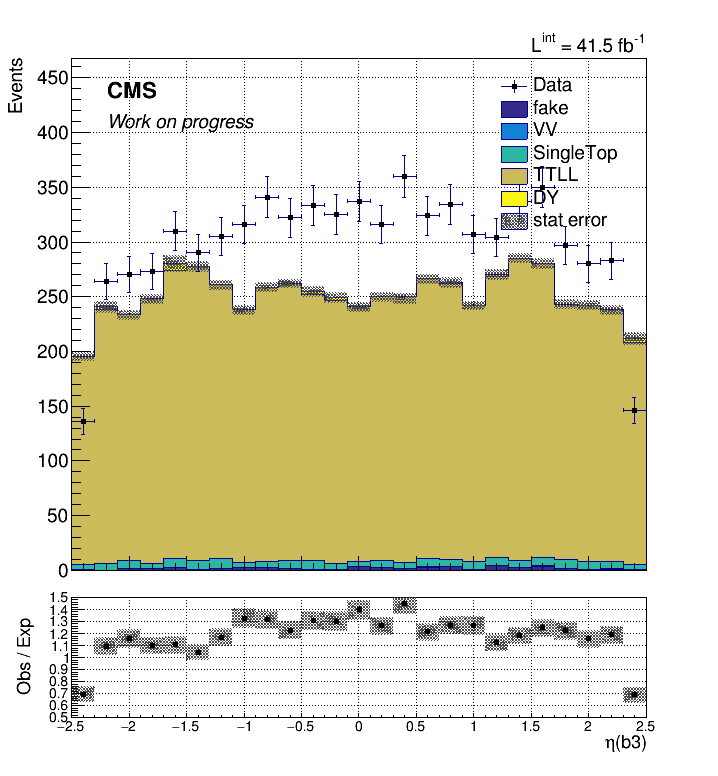 L^int = 41.5 fb^-1
Events
450
400
350
300
250
200
150
100
50
0
CMS
Work on progress
Data
fake
VV
SingleTop
TTLL
DY
stat.error
Obs / Exp
1.5
1.4
1.3
1.2
1.1
1
0.9
0.8
0.7
0.6
0.5
−2.5 −2 −1.5 −1 −0.5 0 0.5 1 1.5 2 2.5
η(b3)